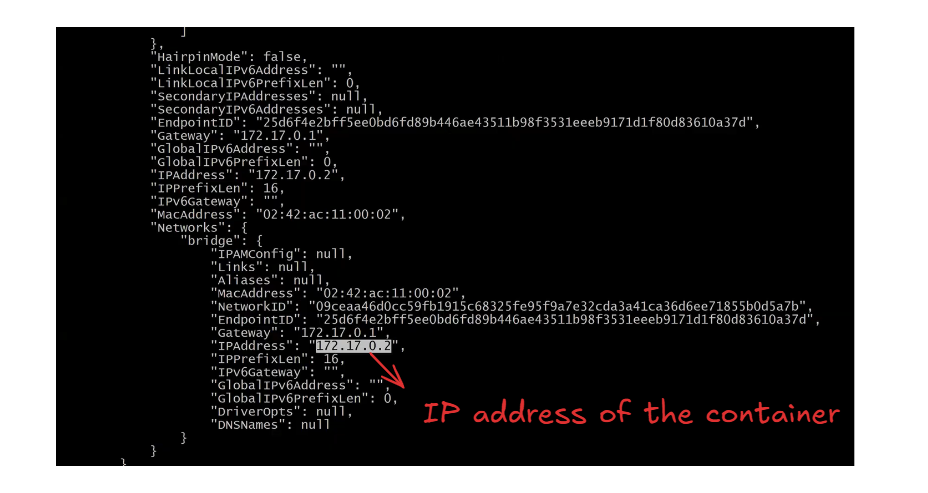 ]
},
"HairpinMode": false,
"LinkLocalIPv6Address": "",
"LinkLocalIPv6PrefixLen": 0,
"SecondaryIPAddresses": null,
"SecondaryIPv6Addresses": null,
"EndpointID": "25d6f4e2bff5ee0bd6fd89b446ae43511b98f3531eeeb9171d1f80d83610a37d",
"Gateway": "172.17.0.1",
"GlobalIPv6Address": "",
"GlobalIPv6PrefixLen": 0,
"IPAddress": "172.17.0.2",
"IPPrefixLen": 16,
"IPv6Gateway": "",
"MacAddress": "02:42:ac:11:00:02",
"Networks": {
"bridge": {
"IPAMConfig": null,
"Links": null,
"Aliases": null,
"MacAddress": "02:42:ac:11:00:02",
"NetworkID": "09ceaa46d0cc59fb1915c68325fe95f9a7e32cda3a41ca36d6ee71855b0d5a7b",
"EndpointID": "25d6f4e2bff5ee0bd6fd89b446ae43511b98f3531eeeb9171d1f80d83610a37d",
"Gateway": "172.17.0.1",
"IPAddress": "172.17.0.2",
"IPPrefixLen": 16,
"IPv6Gateway": "",
"GlobalIPv6Address": "",
"GlobalIPv6PrefixLen": 0,
"DriverOpts": null,
"DNSNames": null
}
}
}
IP address of the container